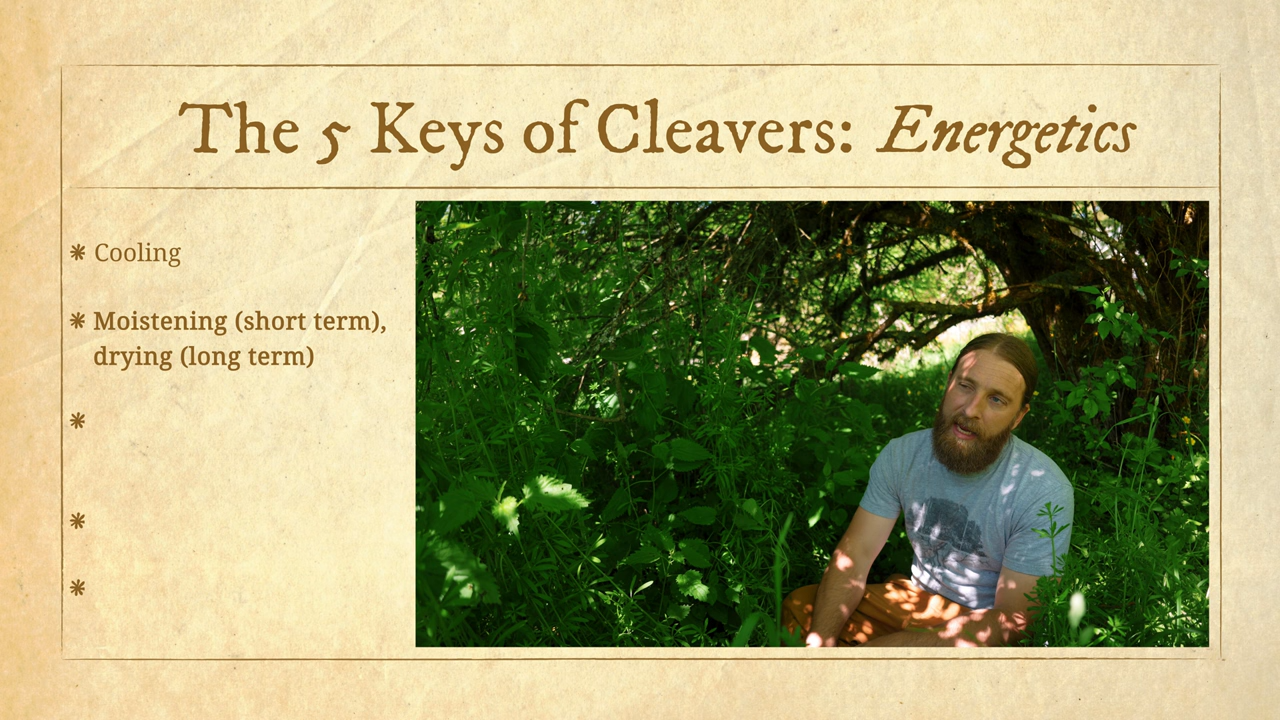 The 5 Keys of Cleavers: Energetics
Cooling
Moistening (short term),
drying (long term)